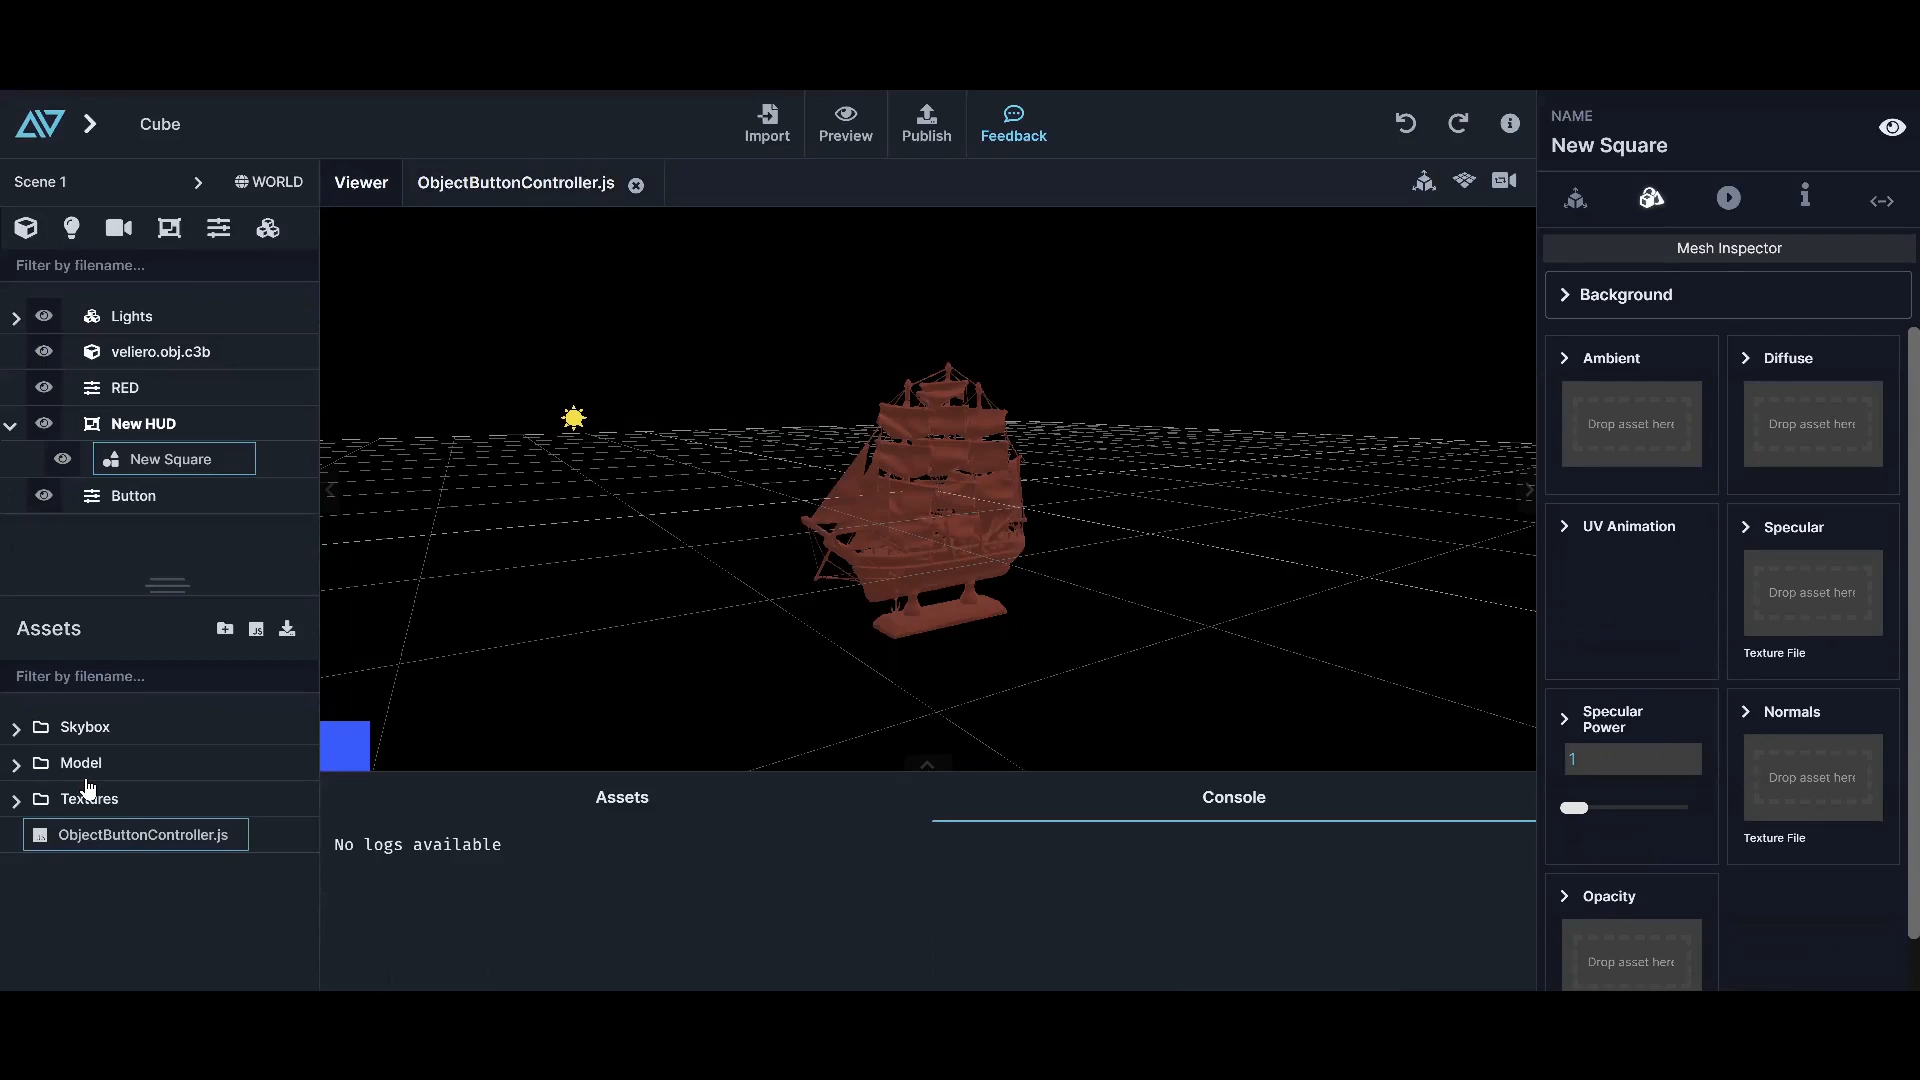 Cube
Import
Preview
Publish
Feedback
NAME
New Square
Scene 1
WORLD
Viewer
ObjectButtonController.js
Mesh Inspector
Filter by filename...
Background
Lights
veliero.obj.c3b
RED
New HUD
New Square
Button
Ambient
Diffuse
Drop asset here
Drop asset here
UV Animation
Specular
Drop asset here
Texture File
Assets
Filter by filename...
Skybox
Model
Textures
ObjectButtonController.js
Specular
Power
1
Normals
Drop asset here
Texture File
Assets
Console
No logs available
Opacity
Drop asset here